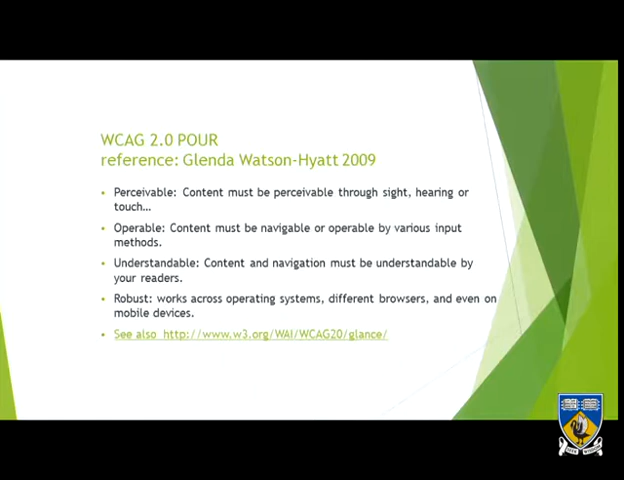 WCAG 2.0 POUR
reference: Glenda Watson-Hyatt 2009
• Perceivable: Content must be perceivable through sight, hearing or
touch…
• Operable: Content must be navigable or operable by various input
methods.
• Understandable: Content and navigation must be understandable by
your readers.
• Robust: works across operating systems, different browsers, and even on
mobile devices.
• See also http://www.w3.org/WAI/WCAG20/glance/